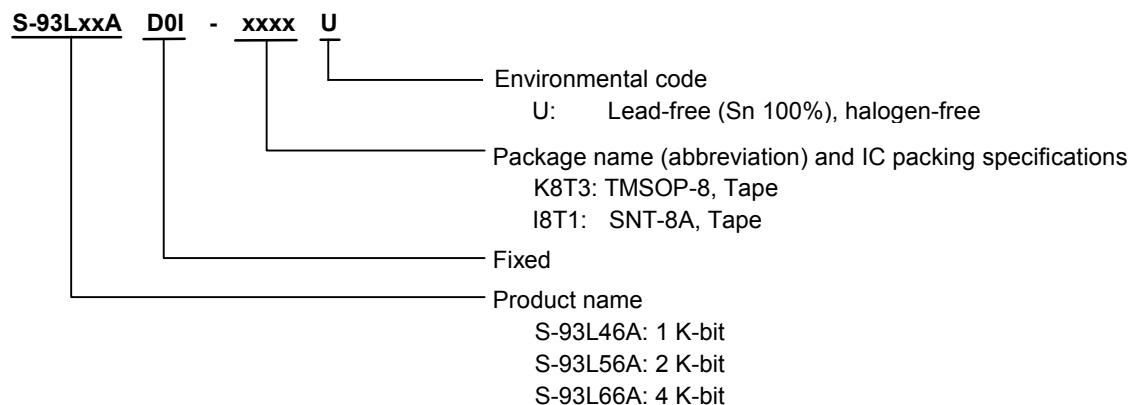 S-93LxxA D0I - xxxx U
Environmental code
U: Lead-free (Sn 100%), halogen-free
Package name (abbreviation) and IC packing specifications
K8T3: TMSOP-8, Tape
I8T1: SNT-8A, Tape
Fixed
Product name
S-93L46A: 1 K-bit
S-93L56A: 2 K-bit
S-93L66A: 4 K-bit